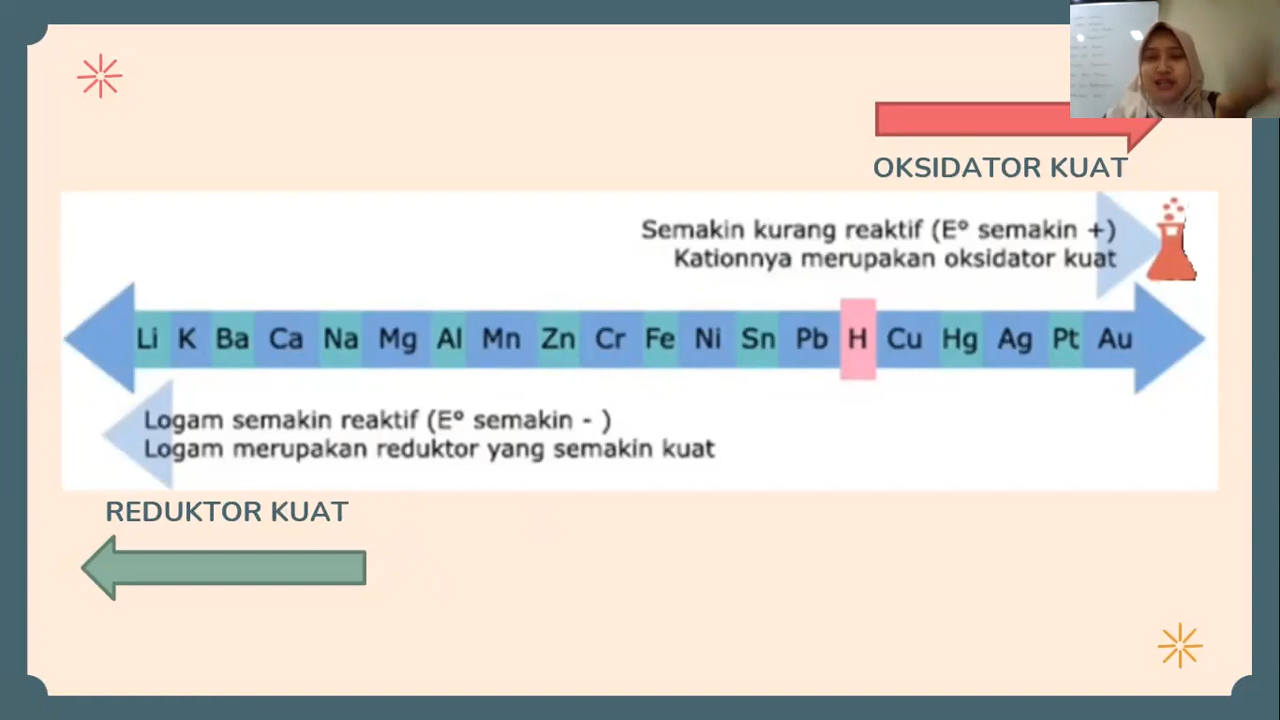 OKSIDATOR KUAT
Semakin kurang reaktif (E° semakin +)
Kationnya merupakan oksidator kuat
Li K Ba Ca Na Mg Al Mn Zn Cr Fe Ni Sn Pb H Cu Hg Ag Pt Au
Logam semakin reaktif (E° semakin - )
Logam merupakan reduktor yang semakin kuat
REDUKTOR KUAT